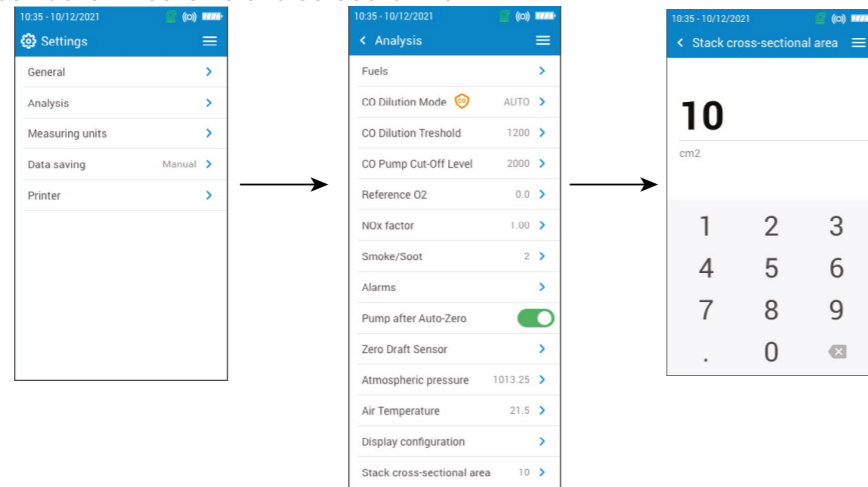 10:35 - 10/12/2021
Settings
General
Analysis
Measuring units
Data saving Manual
Printer
10:35 - 10/12/2021
Analysis
Fuels
CO Dilution Mode CO AUTO
CO Dilution Treshold 1200
CO Pump Cut-Off Level 2000
Reference O2 0.0
NOx factor 1.00
Smoke/Soot 2
Alarms
Pump after Auto-Zero
Zero Draft Sensor
Atmospheric pressure 1013.25
Air Temperature 21.5
Display configuration
Stack cross-sectional area 10
10:35 - 10/12/2021
Stack cross-sectional area
10
cm2
1 2 3
4 5 6
7 8 9
. 0